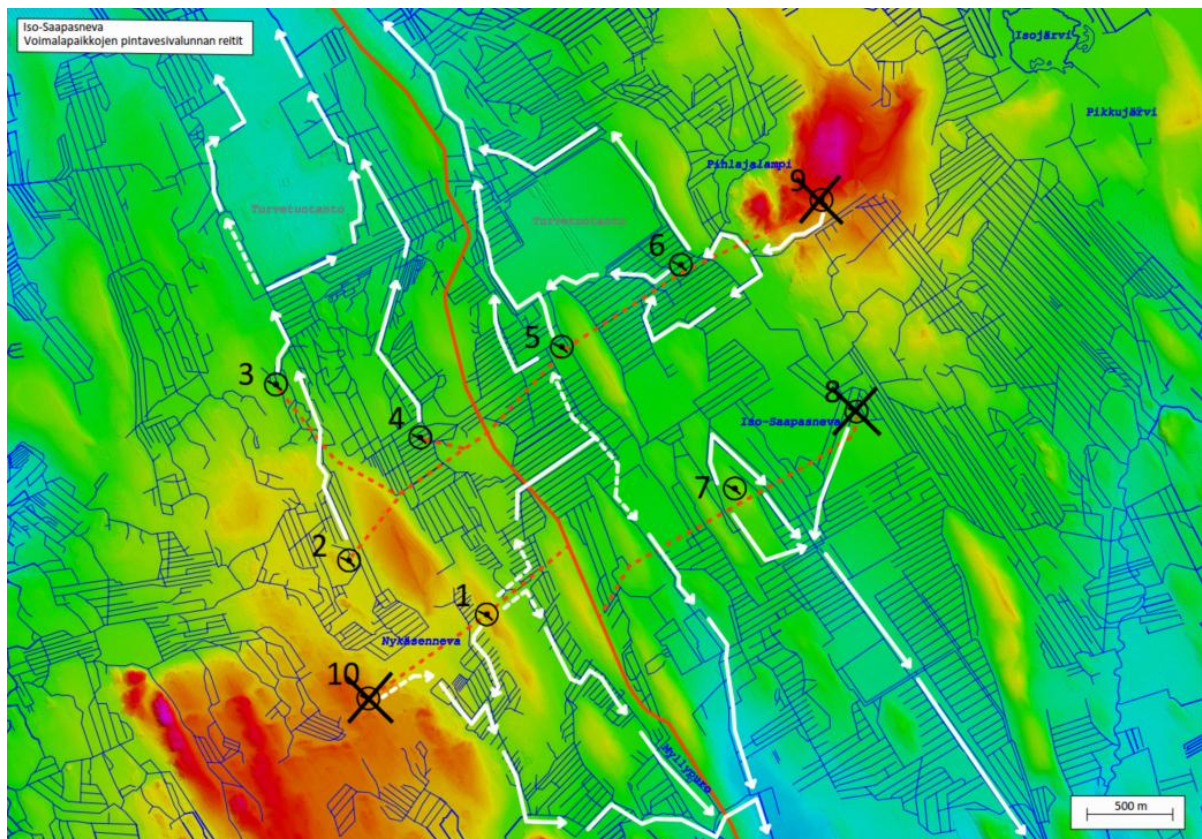 Iso-Saapasneva
Voimalapaikkojen pintavesivalunnan reitit
Isojärvi
Pikkujärvi
Pihlajalampi
9
Turvetuotanto
Turvetuotanto
6
5
3
8
4
Iso-Saapasneva
7
2
1
Nykäsenneva
10
Myllypuro
500 m